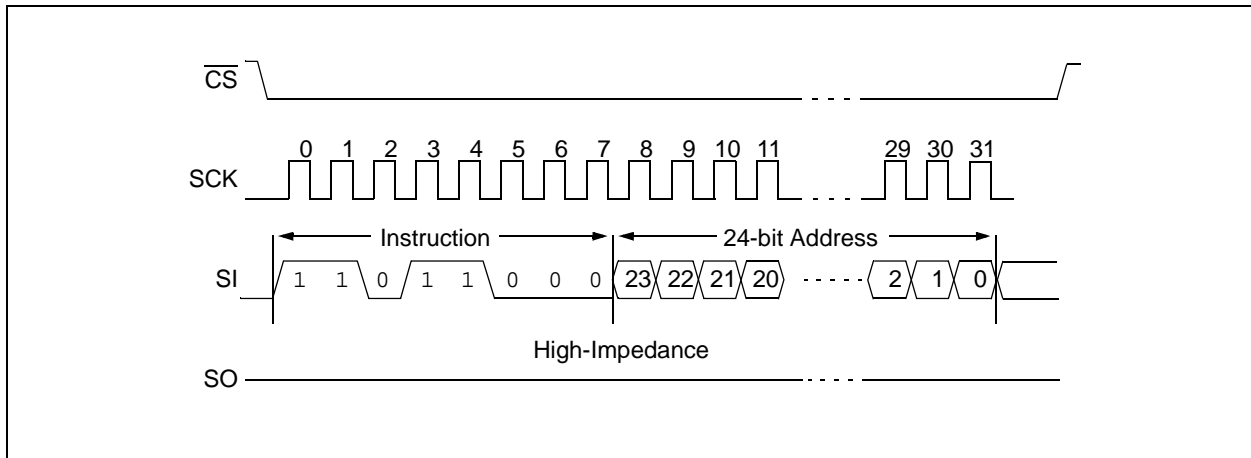 CS
0 1 2 3 4 5 6 7 8 9 10 11 29 30 31
SCK
Instruction 24-bit Address
SI 1 1 0 1 1 0 0 0 23 22 21 20 2 1 0
High-Impedance
SO